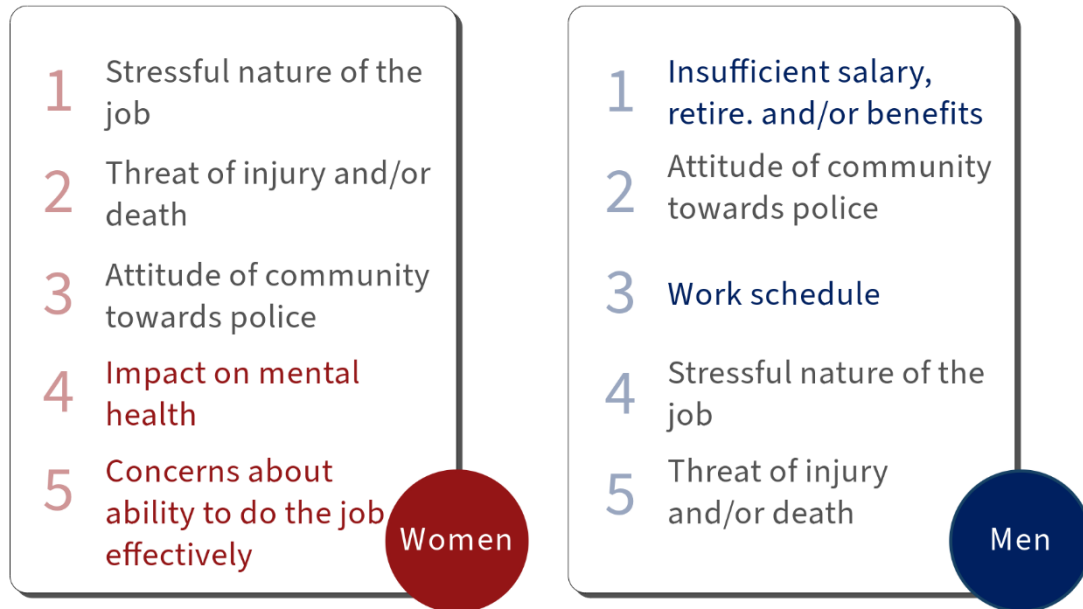 1
Stressful nature of the
job
2
Threat of injury and/or
death
3
Attitude of community
towards police
4
Impact on mental
health
5
Concerns about
ability to do the job
effectively
Women
1
Insufficient salary,
retire. and/or benefits
2
Attitude of community
towards police
3
Work schedule
4
Stressful nature of the
job
5
Threat of injury
and/or death
Men